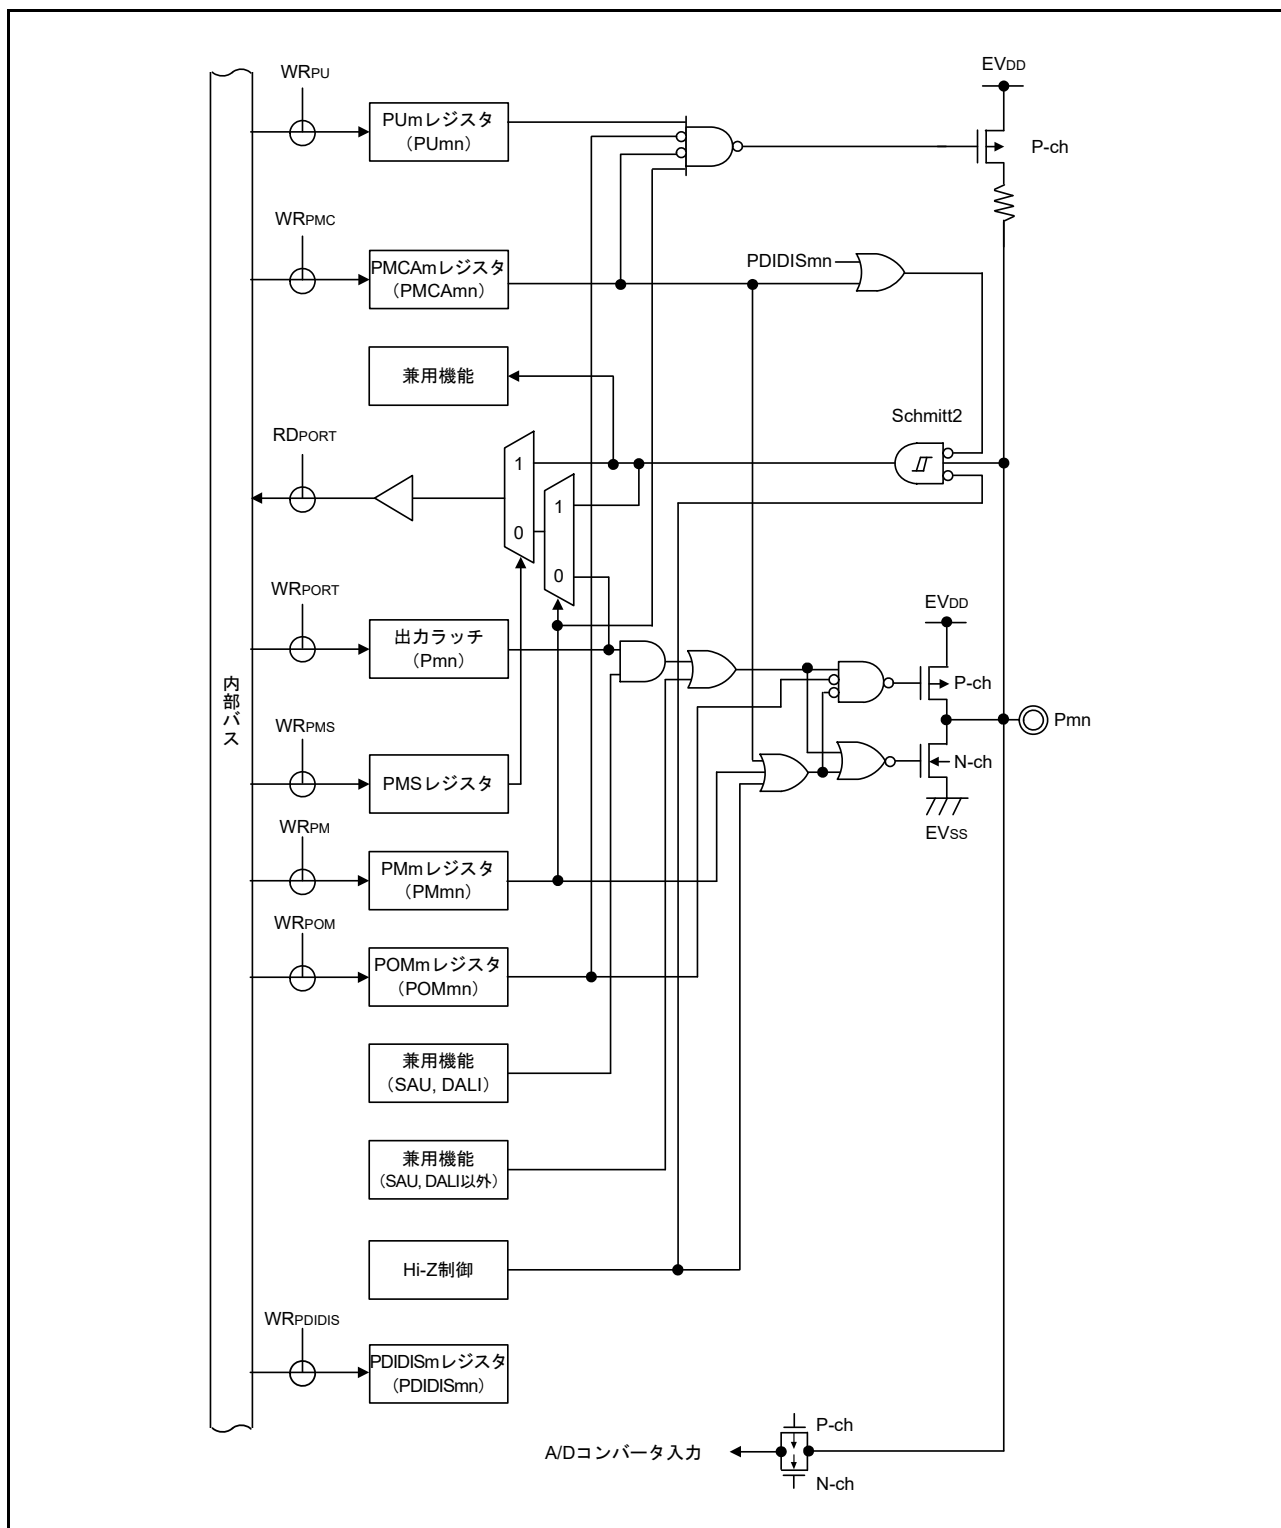 WRPU
EVDD
PUmレジスタ
(PUmn)
P-ch
WRPMC
PMCAmレジスタ
(PMCAmn)
PDIDISmn
兼用機能
Schmitt2
RDPORT
1
0
1
0
WRPORT
出力ラッチ
(Pmn)
EVDD
P-ch
Pmn
内部バス
WRPMS
PMSレジスタ
N-ch
EVSS
WRPM
PMmレジスタ
(PMmn)
WRPOM
POMmレジスタ
(POMmn)
兼用機能
(SAU, DALI)
兼用機能
(SAU, DALI以外)
Hi-Z制御
WRPDIDIS
PDIDISmレジスタ
(PDIDISmn)
P-ch
A/Dコンバータ入力
N-ch